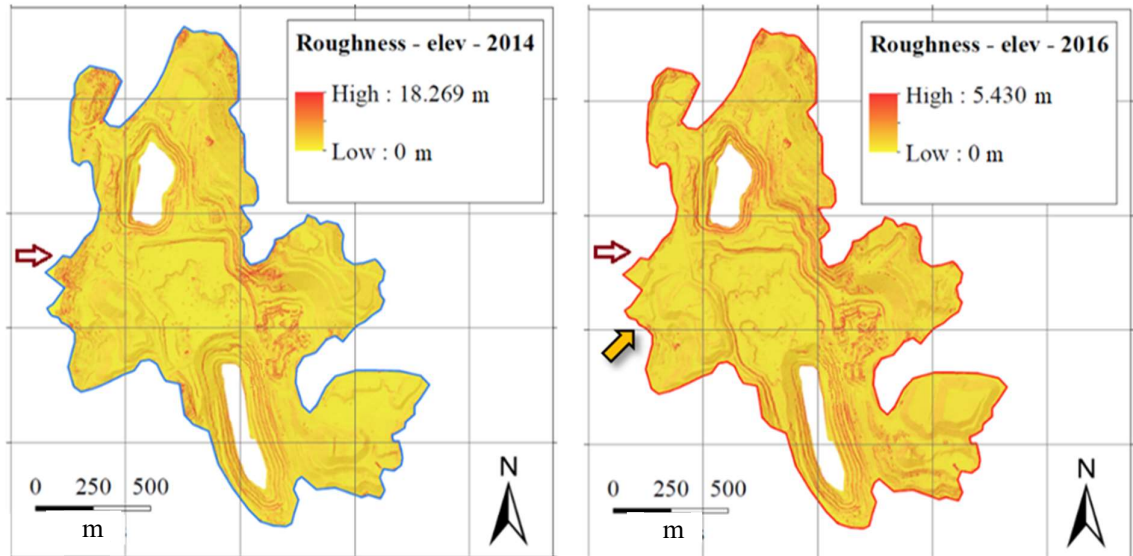 Roughness - elev - 2014
High : 18.269 m
Low : 0 m
N
0 250 500
m
Roughness - elev - 2016
High : 5.430 m
Low : 0 m
N
0 250 500
m